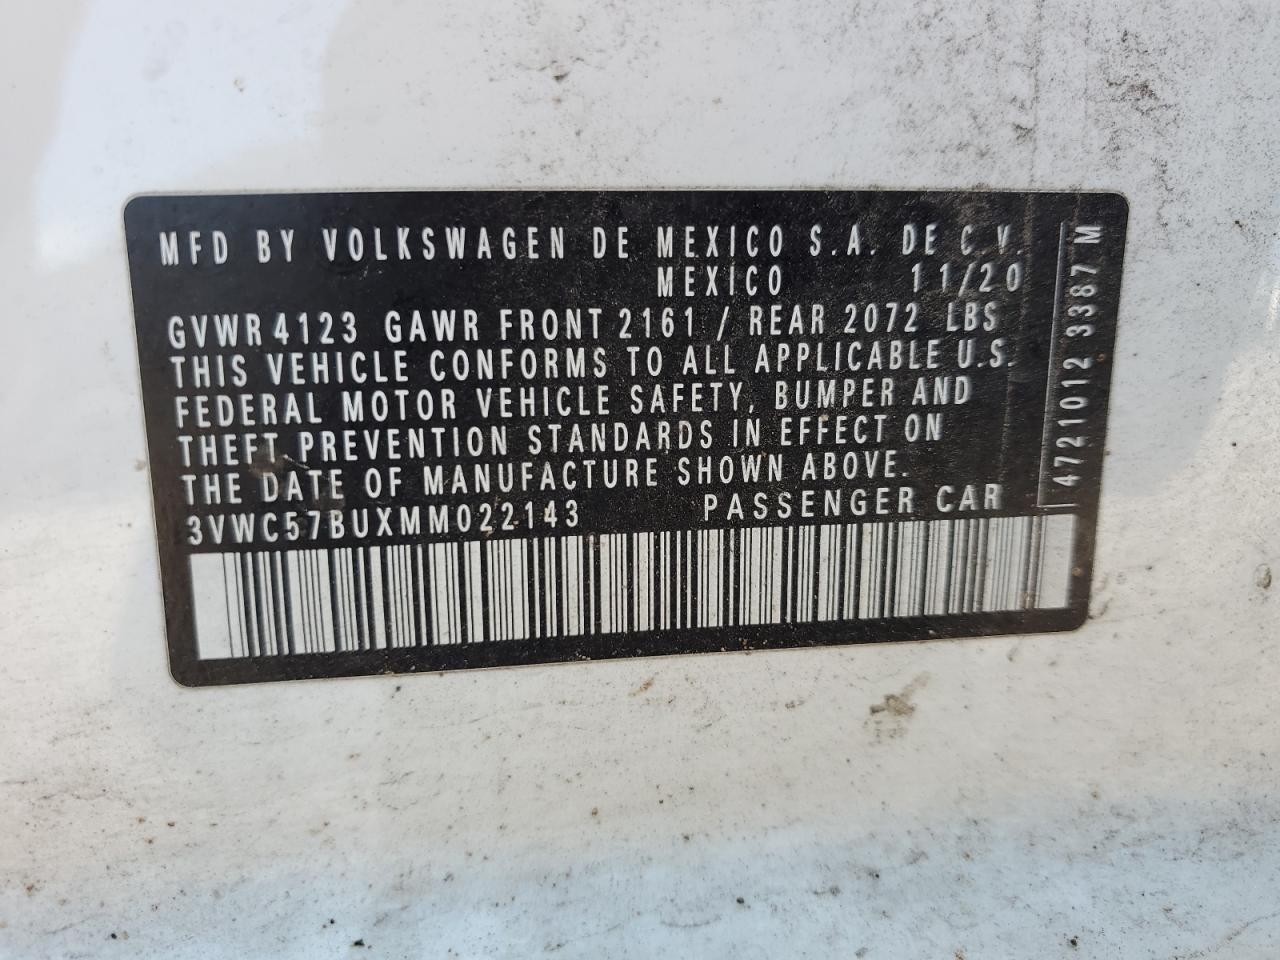 MFD BY VOLKSWAGEN DE MEXICO S.A. DE C.V.
MEXICO 11/20
GVWR 4123 GAWR FRONT 2161 / REAR 2072 LBS
THIS VEHICLE CONFORMS TO ALL APPLICABLE U.S.
FEDERAL MOTOR VEHICLE SAFETY, BUMPER AND
THEFT PREVENTION STANDARDS IN EFFECT ON
THE DATE OF MANUFACTURE SHOWN ABOVE.
3VWC57BUXMM022143 PASSENGER CAR
4721012 3387 M